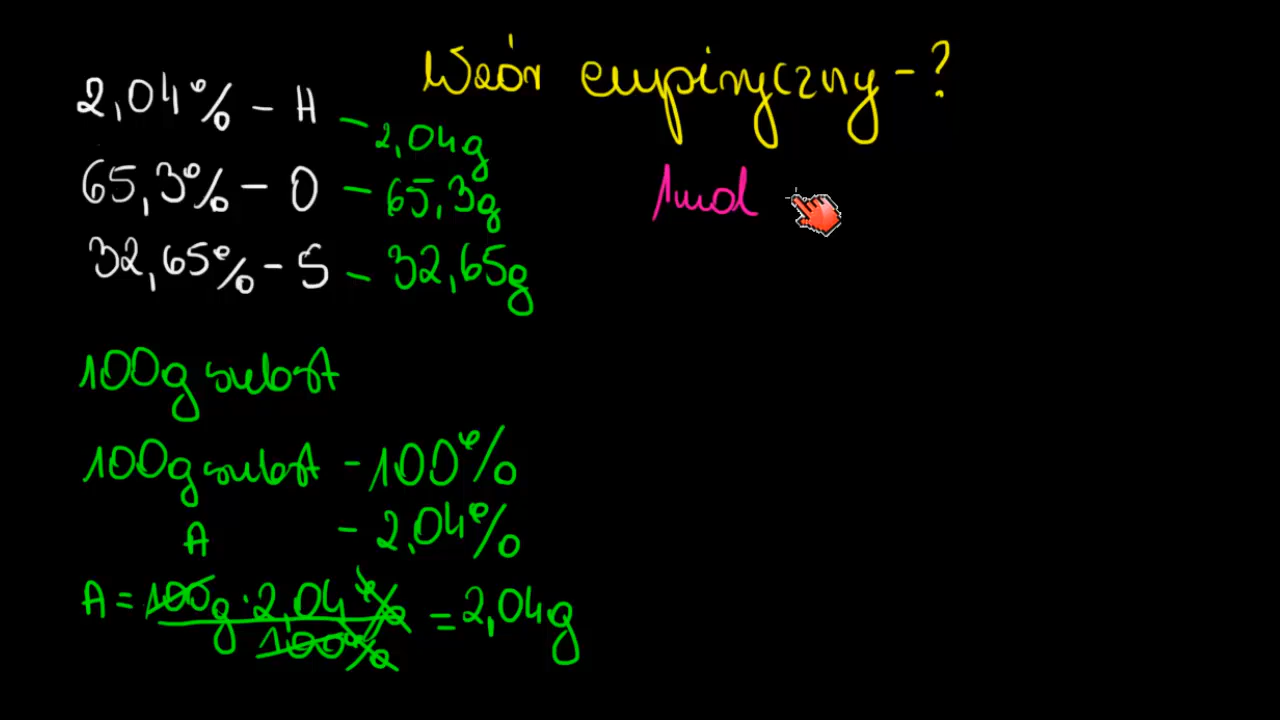 Wzór empiryczny - ?
2,04% - H - 2,04g
65,3% - O - 65,3g
32,65% - S - 32,65g
1mol
100g subst
100g subst - 100%
A - 2,04%
A = 100g · 2,04% / 100% = 2,04g